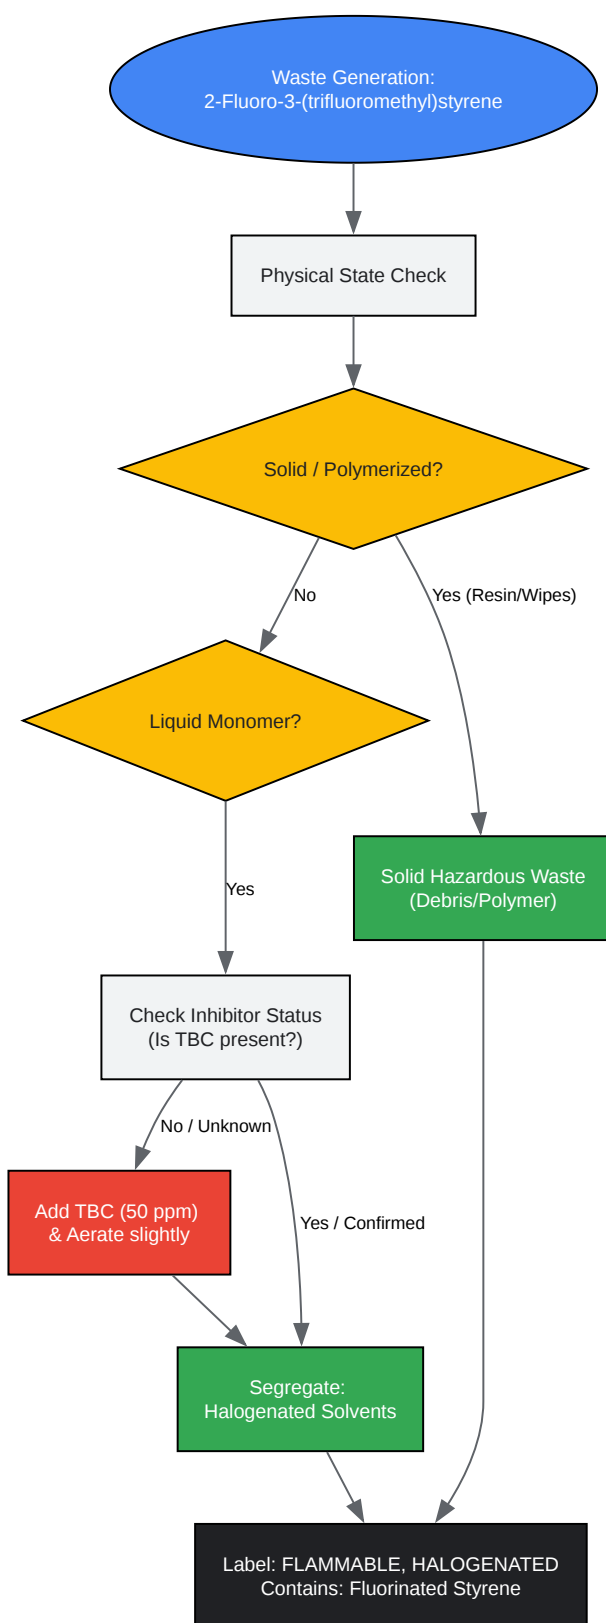 Waste Generation:
2-Fluoro-3-(trifluoromethyl)styrene
Physical State Check
Solid / Polymerized?
No
Yes (Resin/Wipes)
Liquid Monomer?
Solid Hazardous Waste
(Debris/Polymer)
Yes
Check Inhibitor Status
(Is TBC present?)
No / Unknown
Add TBC (50 ppm)
& Aerate slightly
Yes / Confirmed
Segregate:
Halogenated Solvents
Label: FLAMMABLE, HALOGENATED
Contains: Fluorinated Styrene